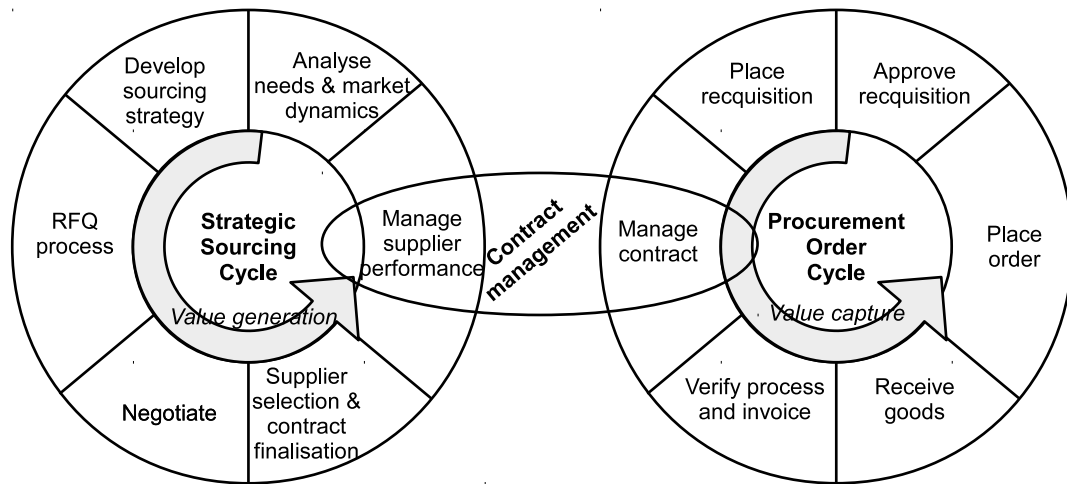 Develop
sourcing
strategy
Analyse
needs & market
dynamics
RFQ
process
Strategic
Sourcing
Cycle
Manage
supplier
performance
Value generation
Negotiate
Supplier
selection &
contract
finalisation
Contract
management
Place
recquisition
Approve
recquisition
Manage
contract
Procurement
Order
Cycle
Place
order
Value capture
Verify process
and invoice
Receive
goods